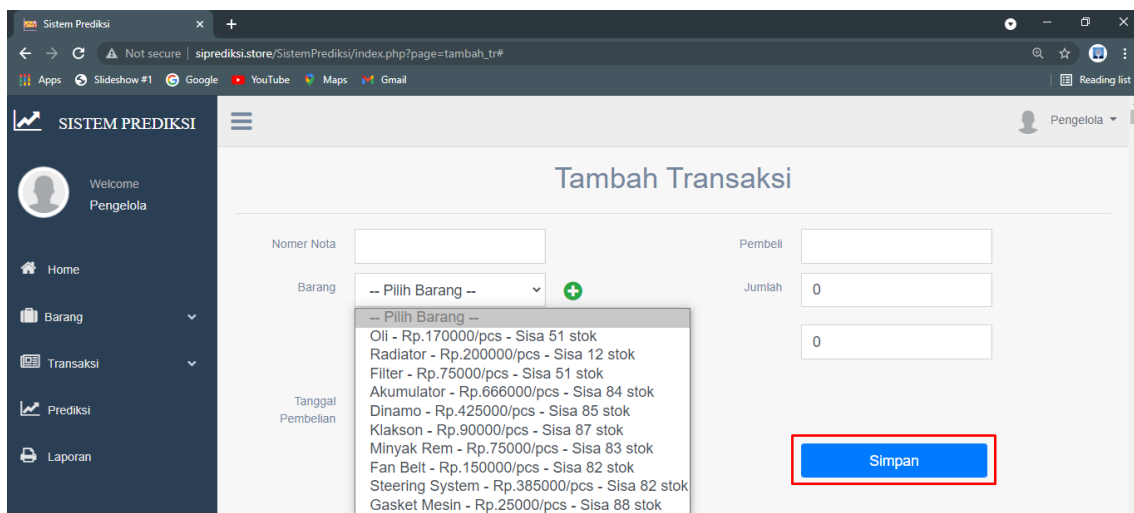 Sistem Prediksi
Not secure | siprediksi.store/SistemPrediksi/index.php?page=tambah_tr#
Apps Slideshow #1 Google YouTube Maps Gmail Reading list
SISTEM PREDIKSI
Pengelola
Welcome
Pengelola
Home
Barang
Transaksi
Prediksi
Laporan
Tambah Transaksi
Nomer Nota
Pembeli
Barang
-- Pilih Barang --
Jumlah
0
-- Pilih Barang --
Oli - Rp.170000/pcs - Sisa 51 stok
Radiator - Rp.200000/pcs - Sisa 12 stok
Filter - Rp.75000/pcs - Sisa 51 stok
Akumulator - Rp.666000/pcs - Sisa 84 stok
Dinamo - Rp.425000/pcs - Sisa 85 stok
Klakson - Rp.90000/pcs - Sisa 87 stok
Minyak Rem - Rp.75000/pcs - Sisa 83 stok
Fan Belt - Rp.150000/pcs - Sisa 82 stok
Steering System - Rp.385000/pcs - Sisa 82 stok
Gasket Mesin - Rp.25000/pcs - Sisa 88 stok
0
Tanggal
Pembelian
Simpan